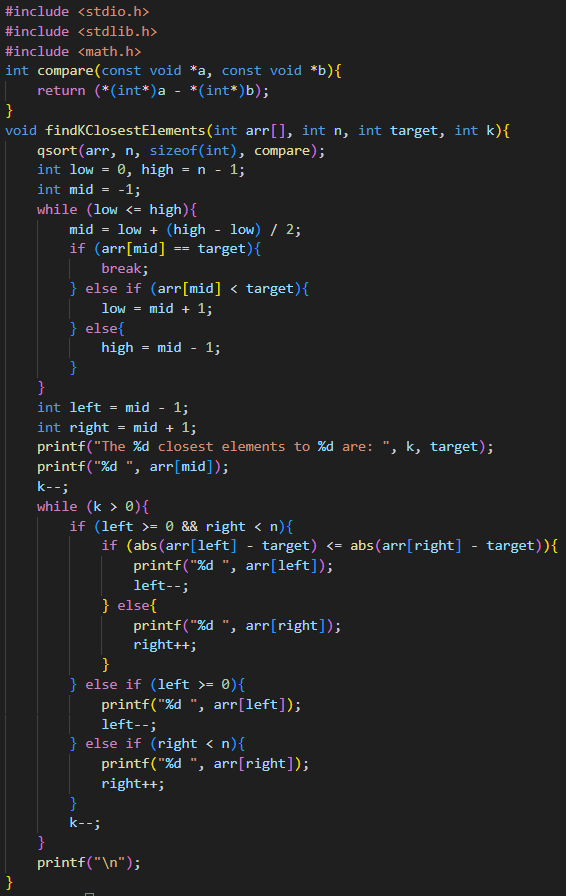 #include <stdio.h>
#include <stdlib.h>
#include <math.h>
int compare(const void *a, const void *b){
    return (*(int*)a - *(int*)b);
}
void findKClosestElements(int arr[], int n, int target, int k){
    qsort(arr, n, sizeof(int), compare);
    int low = 0, high = n - 1;
    int mid = -1;
    while (low <= high){
        mid = low + (high - low) / 2;
        if (arr[mid] == target){
            break;
        } else if (arr[mid] < target){
            low = mid + 1;
        } else{
            high = mid - 1;
        }
    }
    int left = mid - 1;
    int right = mid + 1;
    printf("The %d closest elements to %d are: ", k, target);
    printf("%d ", arr[mid]);
    k--;
    while (k > 0){
        if (left >= 0 && right < n){
            if (abs(arr[left] - target) <= abs(arr[right] - target)){
                printf("%d ", arr[left]);
                left--;
            } else{
                printf("%d ", arr[right]);
                right++;
            }
        } else if (left >= 0){
            printf("%d ", arr[left]);
            left--;
        } else if (right < n){
            printf("%d ", arr[right]);
            right++;
        }
        k--;
    }
    printf("\n");
}